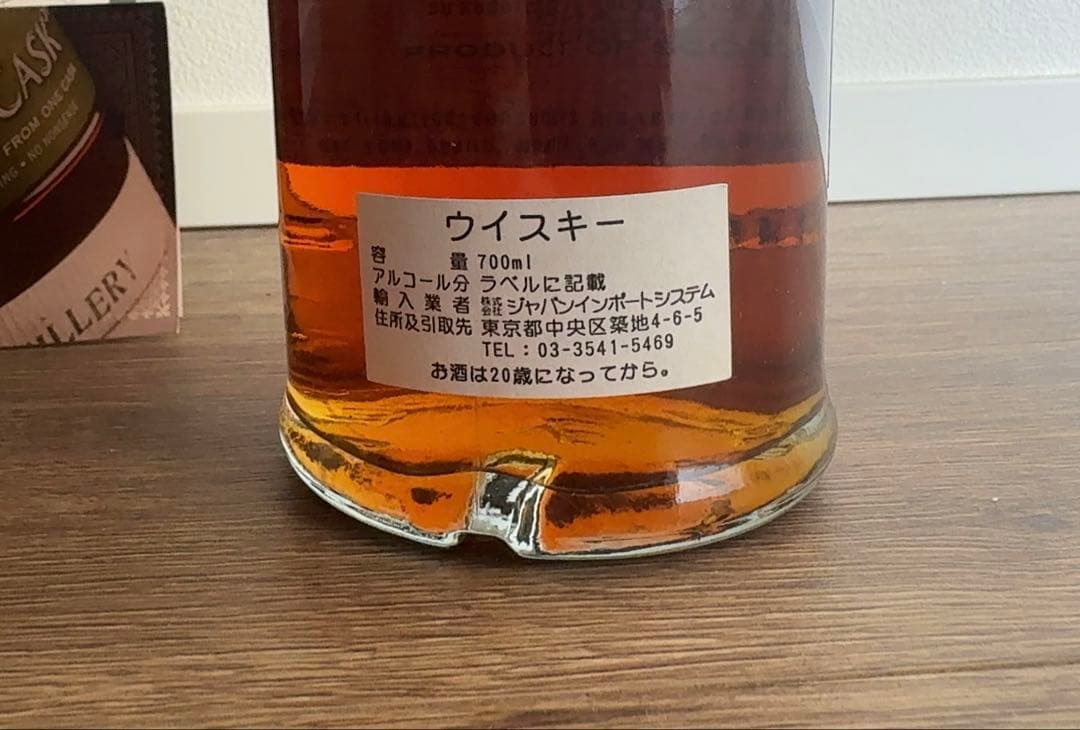 CASK
FROM ONE CASK
NO NONSENSE
ウイスキー
容 量 700ml
アルコール分 ラベルに記載
輸入業者 株式会社 ジャパンインポートシステム
住所及引取先 東京都中央区築地4-6-5
TEL:03-3541-5469
お酒は20歳になってから。